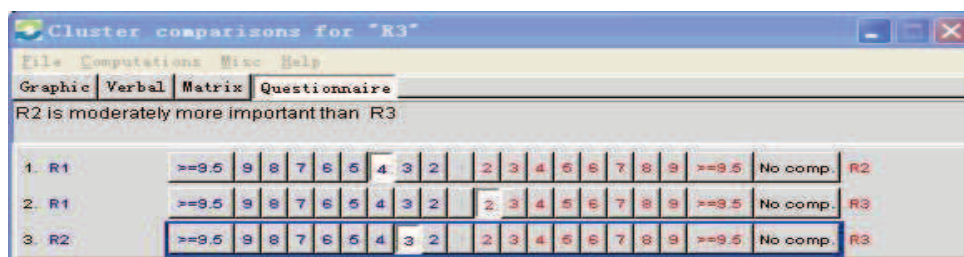 Cluster comparisons for "R3"
File Computations Misc Help
Graphic Verbal Matrix Questionnaire
R2 is moderately more important than R3
1. R1 >=9.5 9 8 7 6 5 4 3 2 2 3 4 5 6 7 8 9 >=9.5 No comp. R2
2. R1 >=9.5 9 8 7 6 5 4 3 2 2 3 4 5 6 7 8 9 >=9.5 No comp. R3
3. R2 >=9.5 9 8 7 6 5 4 3 2 2 3 4 5 6 7 8 9 >=9.5 No comp. R3